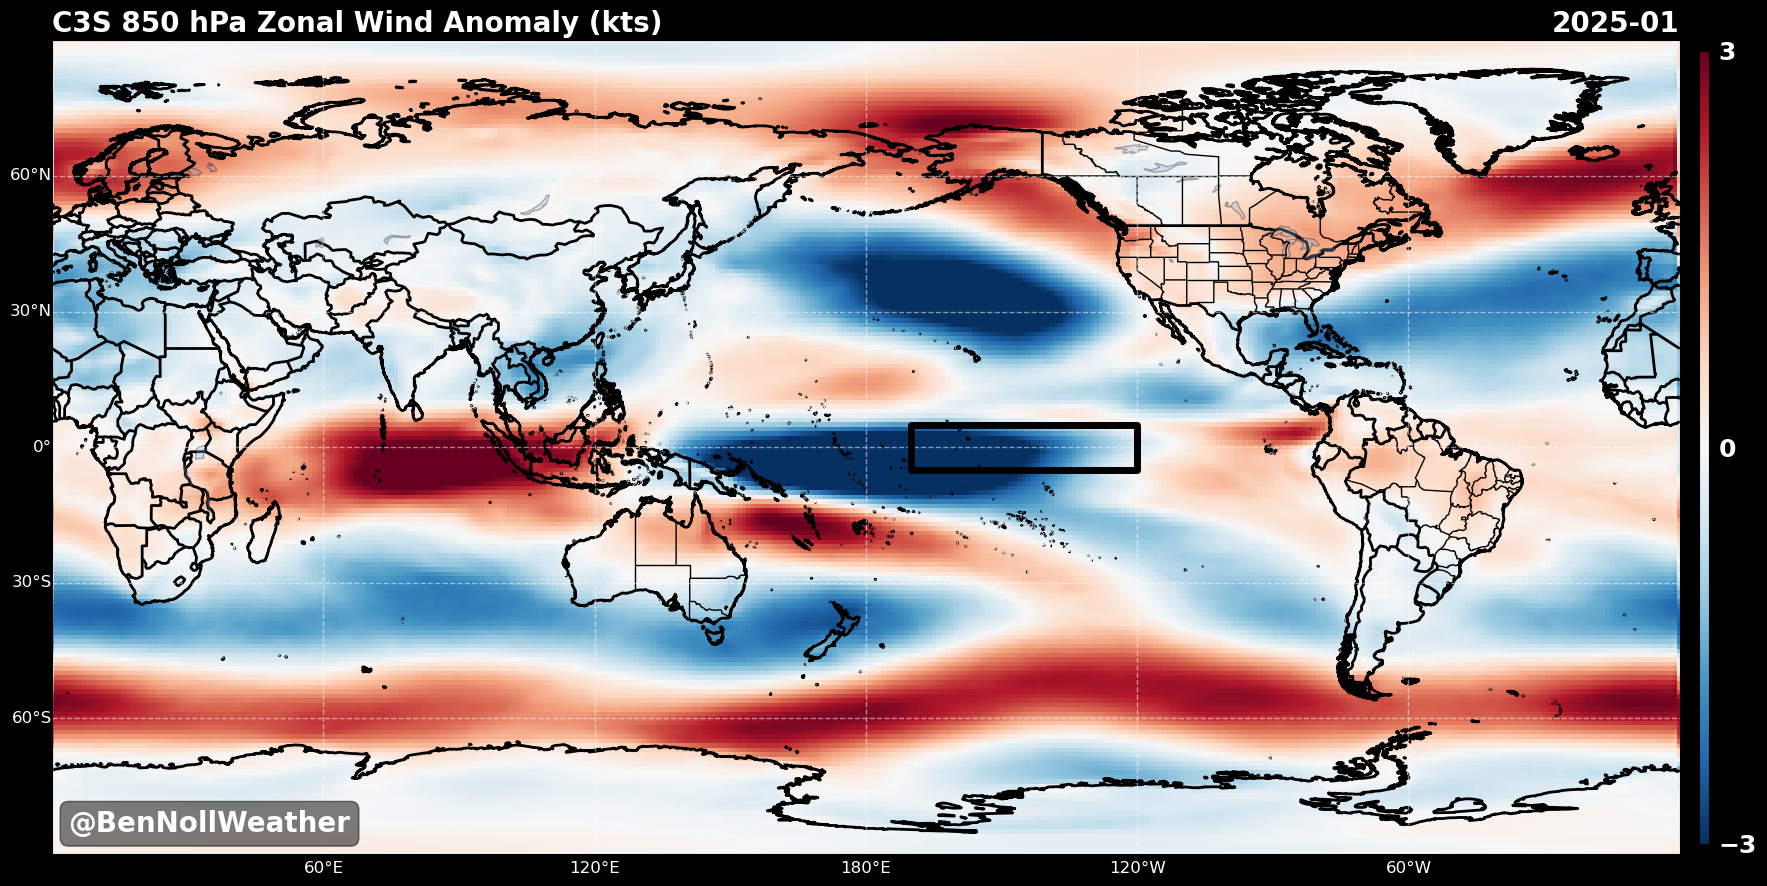 C3S 850 hPa Zonal Wind Anomaly (kts)
2025-01
3
60°N
30°N
0°
0
30°S
60°S
@BenNollWeather
−3
60°E
120°E
180°E
120°W
60°W